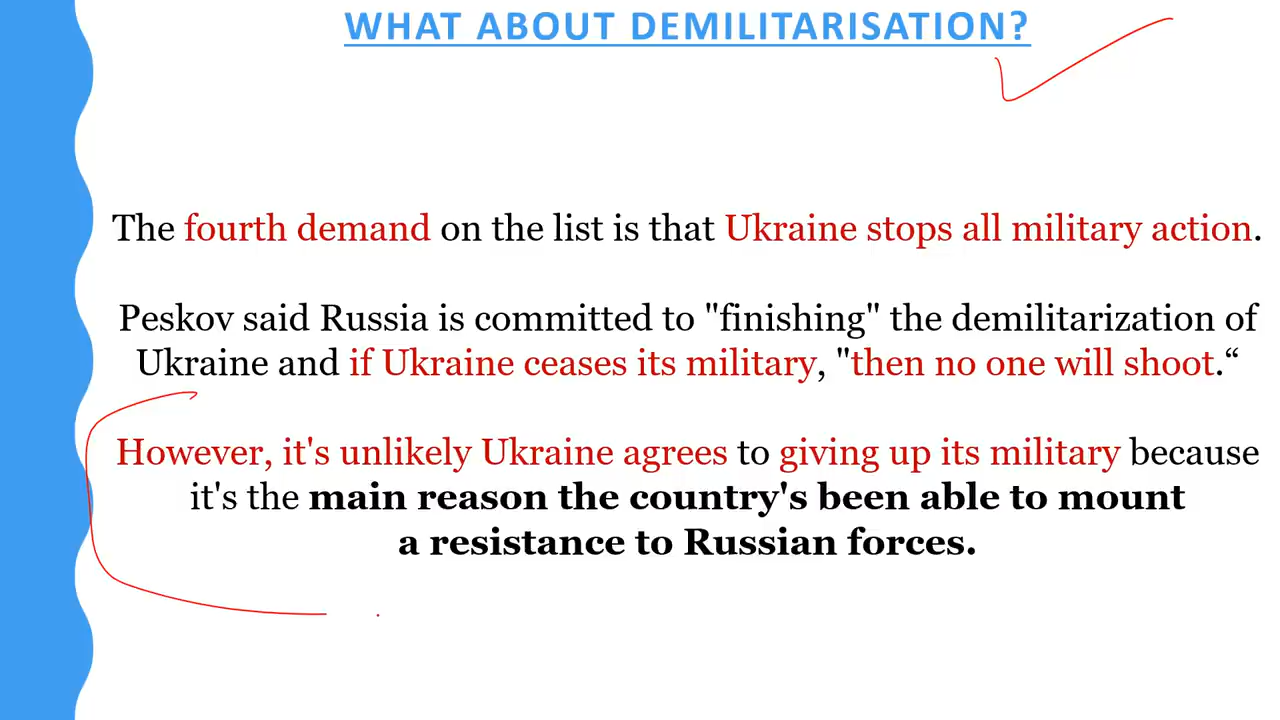 WHAT ABOUT DEMILITARISATION?
The fourth demand on the list is that Ukraine stops all military action.
Peskov said Russia is committed to "finishing" the demilitarization of
Ukraine and if Ukraine ceases its military, "then no one will shoot.“
However, it's unlikely Ukraine agrees to giving up its military because
it's the main reason the country's been able to mount
a resistance to Russian forces.